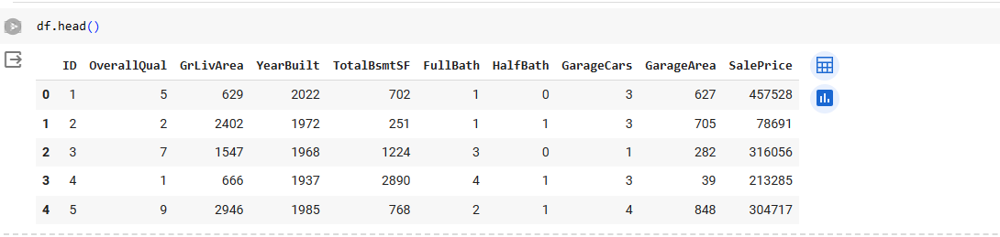 df.head()
ID OverallQual GrLivArea YearBuilt TotalBsmtSF FullBath HalfBath GarageCars GarageArea SalePrice
0 1 5 629 2022 702 1 0 3 627 457528
1 2 2 2402 1972 251 1 1 3 705 78691
2 3 7 1547 1968 1224 3 0 1 282 316056
3 4 1 666 1937 2890 4 1 3 39 213285
4 5 9 2946 1985 768 2 1 4 848 304717